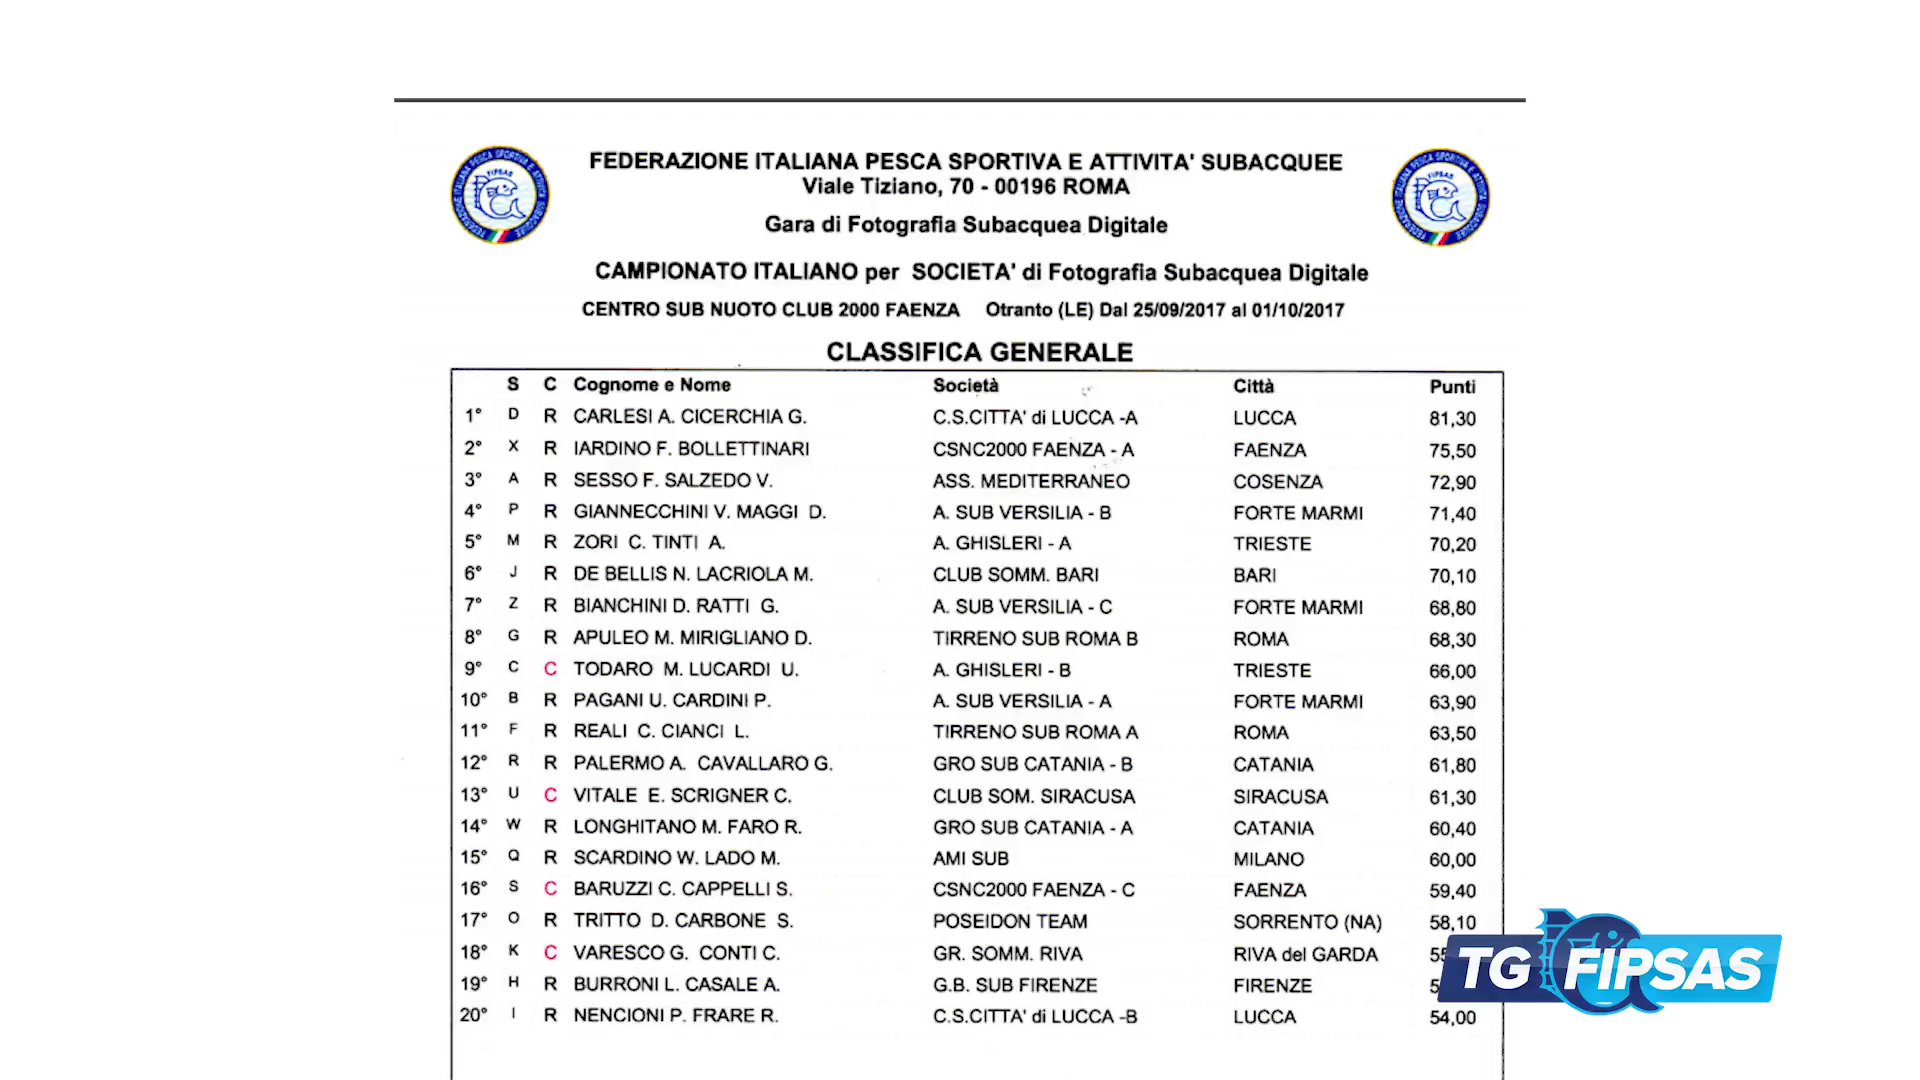 FEDERAZIONE ITALIANA PESCA SPORTIVA E ATTIVITA' SUBACQUEE
Viale Tiziano, 70 - 00196 ROMA
Gara di Fotografia Subacquea Digitale
CAMPIONATO ITALIANO per SOCIETA' di Fotografia Subacquea Digitale
CENTRO SUB NUOTO CLUB 2000 FAENZA Otranto (LE) Dal 25/09/2017 al 01/10/2017
CLASSIFICA GENERALE
S C Cognome e Nome Società Città Punti
1° D R CARLESI A. CICERCHIA G. C.S.CITTA' di LUCCA -A LUCCA 81,30
2° X R IARDINO F. BOLLETTINARI CSNC2000 FAENZA - A FAENZA 75,50
3° A R SESSO F. SALZEDO V. ASS. MEDITERRANEO COSENZA 72,90
4° P R GIANNECCHINI V. MAGGI D. A. SUB VERSILIA - B FORTE MARMI 71,40
5° M R ZORI C. TINTI A. A. GHISLERI - A TRIESTE 70,20
6° J R DE BELLIS N. LACRIOLA M. CLUB SOMM. BARI BARI 70,10
7° Z R BIANCHINI D. RATTI G. A. SUB VERSILIA - C FORTE MARMI 68,80
8° G R APULEO M. MIRIGLIANO D. TIRRENO SUB ROMA B ROMA 68,30
9° C C TODARO M. LUCARDI U. A. GHISLERI - B TRIESTE 66,00
10° B R PAGANI U. CARDINI P. A. SUB VERSILIA - A FORTE MARMI 63,90
11° F R REALI C. CIANCI L. TIRRENO SUB ROMA A ROMA 63,50
12° R R PALERMO A. CAVALLARO G. GRO SUB CATANIA - B CATANIA 61,80
13° U C VITALE E. SCRIGNER C. CLUB SOM. SIRACUSA SIRACUSA 61,30
14° W R LONGHITANO M. FARO R. GRO SUB CATANIA - A CATANIA 60,40
15° Q R SCARDINO W. LADO M. AMI SUB MILANO 60,00
16° S C BARUZZI C. CAPPELLI S. CSNC2000 FAENZA - C FAENZA 59,40
17° O R TRITTO D. CARBONE S. POSEIDON TEAM SORRENTO (NA) 58,10
18° K C VARESCO G. CONTI C. GR. SOMM. RIVA RIVA del GARDA
19° H R BURRONI L. CASALE A. G.B. SUB FIRENZE FIRENZE
20° I R NENCIONI P. FRARE R. C.S.CITTA' di LUCCA -B LUCCA 54,00
TG FIPSAS